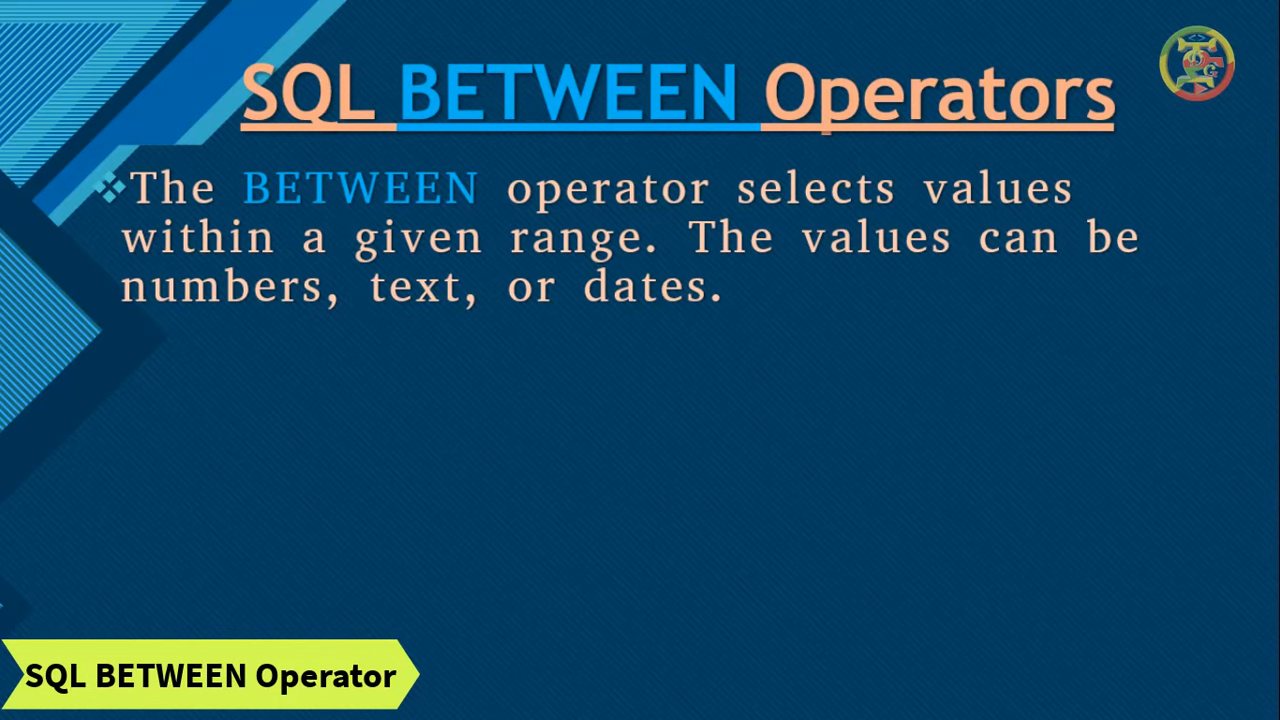 SQL BETWEEN Operators
The BETWEEN operator selects values
within a given range. The values can be
numbers, text, or dates.
SQL BETWEEN Operator